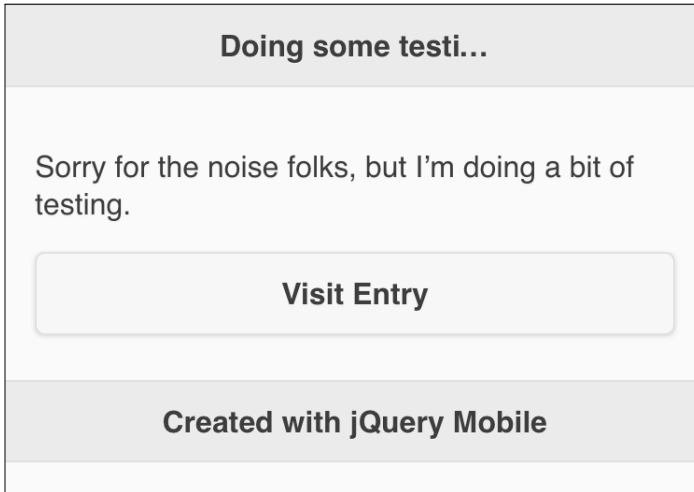 Doing some testi...
Sorry for the noise folks, but I’m doing a bit of
testing.
Visit Entry
Created with jQuery Mobile